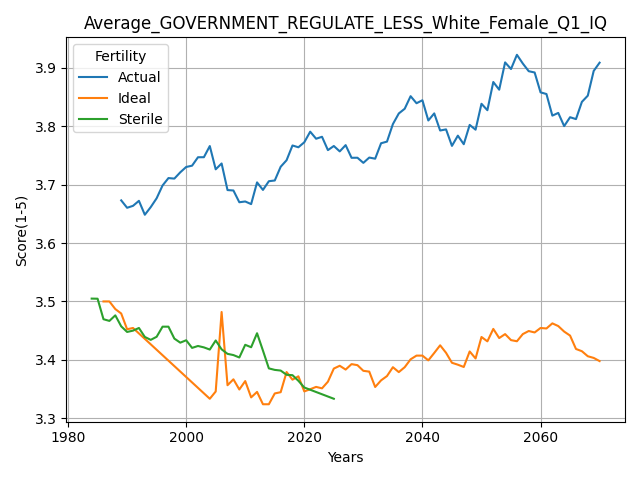 Average_GOVERNMENT_REGULATE_LESS_White_Female_Q1_IQ
Fertility
Actual
Ideal
Sterile
Score(1-5)
3.9
3.8
3.7
3.6
3.5
3.4
3.3
1980
2000
2020
2040
2060
Years